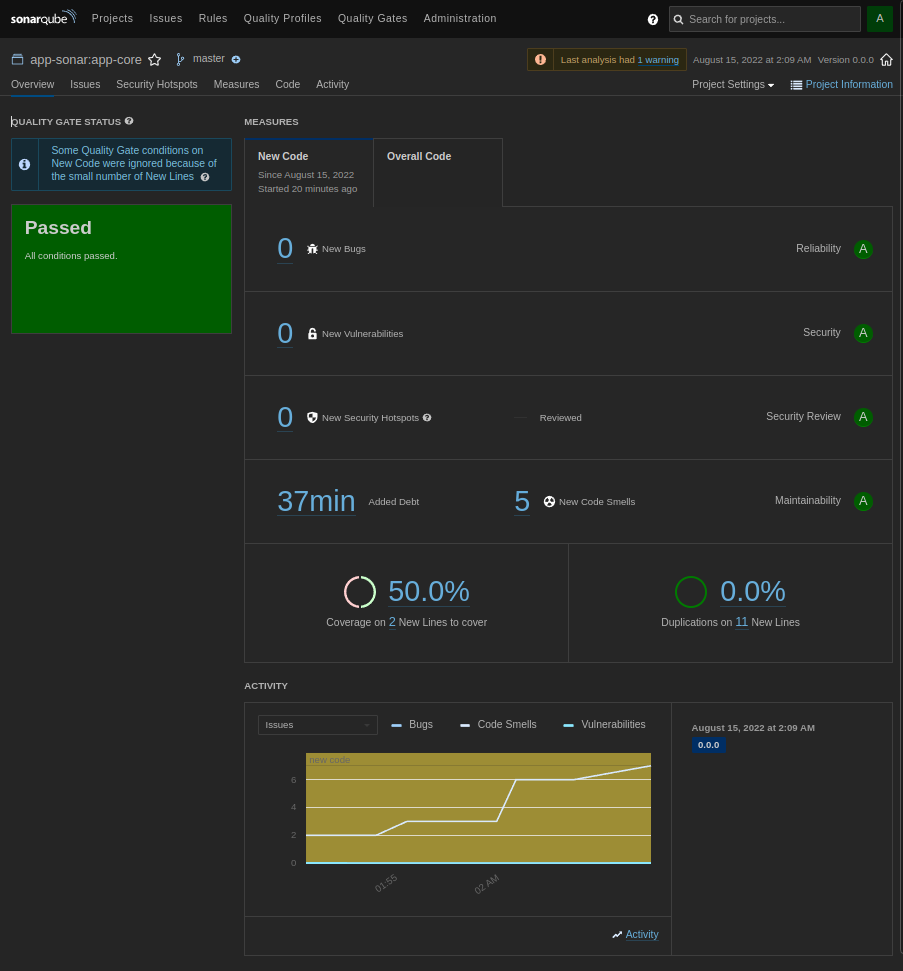 sonarqube Projects Issues Rules Quality Profiles Quality Gates Administration ? Search for projects... A
app-sonar:app-core master Last analysis had 1 warning August 15, 2022 at 2:09 AM Version 0.0.0
Overview Issues Security Hotspots Measures Code Activity Project Settings Project Information
QUALITY GATE STATUS ?
Some Quality Gate conditions on
New Code were ignored because of
the small number of New Lines ?
Passed
All conditions passed.
MEASURES
New Code
Since August 15, 2022
Started 20 minutes ago
Overall Code
0 New Bugs Reliability A
0 New Vulnerabilities Security A
0 New Security Hotspots ? Reviewed Security Review A
37min Added Debt 5 New Code Smells Maintainability A
50.0%
Coverage on 2 New Lines to cover
0.0%
Duplications on 11 New Lines
ACTIVITY
Issues Bugs Code Smells Vulnerabilities
new code
6
4
2
0
01:55 02 AM
Activity
August 15, 2022 at 2:09 AM
0.0.0